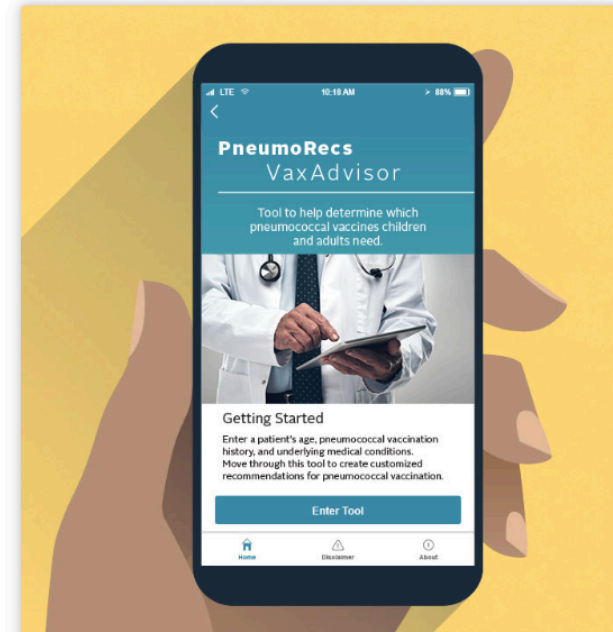 LTE 10:18 AM 88%
PneumoRecs
VaxAdvisor
Tool to help determine which
pneumococcal vaccines children
and adults need.
Getting Started
Enter a patient's age, pneumococcal vaccination
history, and underlying medical conditions.
Move through this tool to create customized
recommendations for pneumococcal vaccination.
Enter Tool
Home Disclaimer About